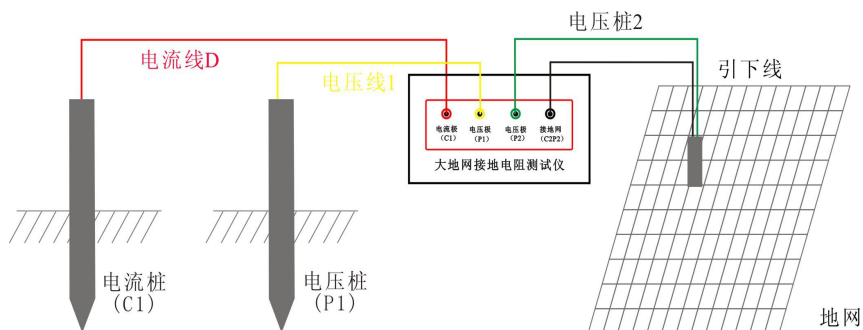 电压桩2
电流线D
引下线
电压线1
电流极 电压极 电压极 接地网
(C1) (P1) (P2) (C2P2)
大地网接地电阻测试仪
电流桩
(C1)
电压桩
(P1)
地网